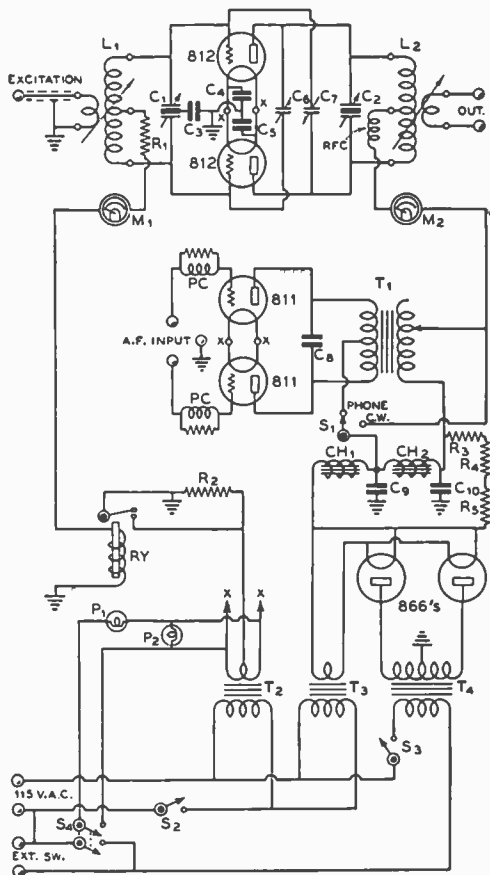 L1
L2
812
EXCITATION
C1
C4
C6
C7
C2
OUT.
X
X
C3
C5
R1
RFC
812
M1
M2
PC
811
T1
A.F. INPUT
X
X
C8
PC
811
PHONE
C.W.
S1
R3
CH1
CH2
R4
R2
C9
C10
R5
RY
X
X
866's
P1
P2
T2
T3
T4
S3
115 V.A.C.
S4
S2
EXT. SW.